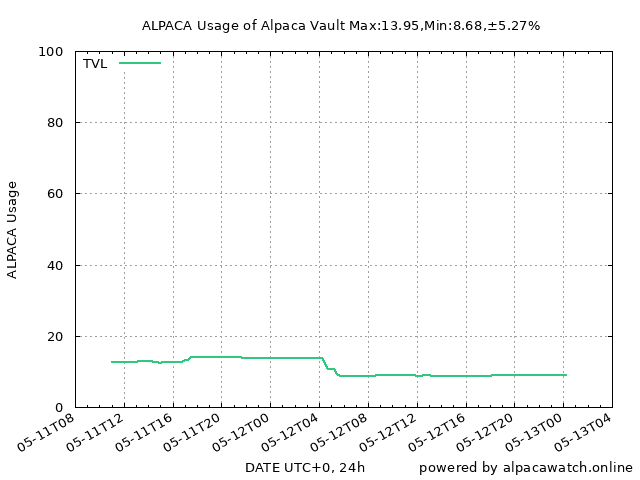 ALPACA Usage of Alpaca Vault Max:13.95,Min:8.68,±5.27%
100
TVL
80
60
ALPACA Usage
40
20
0
05-11T08 05-11T12 05-11T16 05-11T20 05-12T00 05-12T04 05-12T08 05-12T12 05-12T16 05-12T20 05-13T00 05-13T04
DATE UTC+0, 24h powered by alpacawatch.online